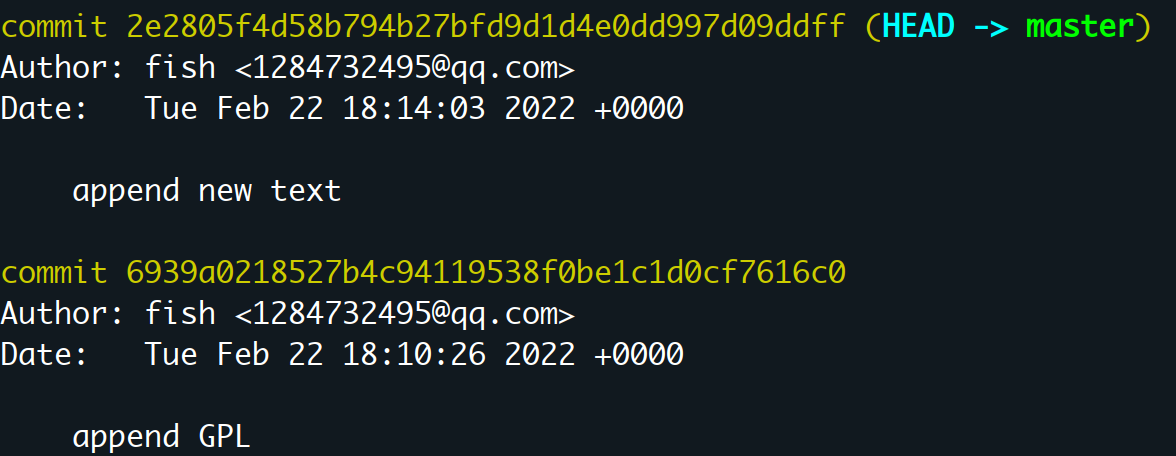 commit 2e2805f4d58b794b27bfd9d1d4e0dd997d09ddff (HEAD -> master)
Author: fish <1284732495@qq.com>
Date:   Tue Feb 22 18:14:03 2022 +0000
append new text
commit 6939a0218527b4c94119538f0be1c1d0cf7616c0
Author: fish <1284732495@qq.com>
Date:   Tue Feb 22 18:10:26 2022 +0000
append GPL